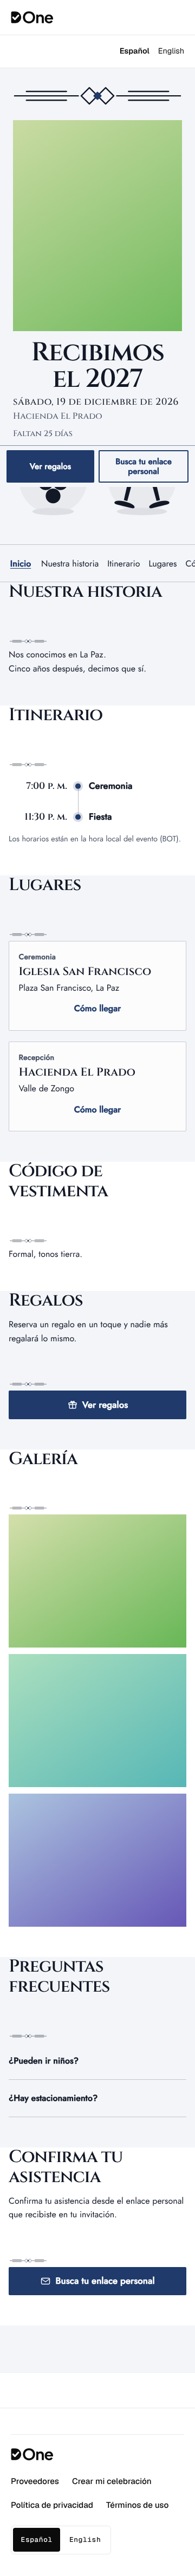 One
Español English
RECIBIMOS
EL 2027
SÁBADO, 19 DE DICIEMBRE DE 2026
HACIENDA EL PRADO
FALTAN 25 DÍAS
Ver regalos
Busca tu enlace
personal
Inicio Nuestra historia Itinerario Lugares Có
NUESTRA HISTORIA
Nos conocimos en La Paz.
Cinco años después, decimos que sí.
ITINERARIO
7:00 P. M. Ceremonia
11:30 P. M. Fiesta
Los horarios están en la hora local del evento (BOT).
LUGARES
Ceremonia
IGLESIA SAN FRANCISCO
Plaza San Francisco, La Paz
Cómo llegar
Recepción
HACIENDA EL PRADO
Valle de Zongo
Cómo llegar
CÓDIGO DE
VESTIMENTA
Formal, tonos tierra.
REGALOS
Reserva un regalo en un toque y nadie más
regalará lo mismo.
Ver regalos
GALERÍA
PREGUNTAS
FRECUENTES
¿Pueden ir niños?
¿Hay estacionamiento?
CONFIRMA TU
ASISTENCIA
Confirma tu asistencia desde el enlace personal
que recibiste en tu invitación.
Busca tu enlace personal
One
Proveedores Crear mi celebración
Política de privacidad Términos de uso
Español English